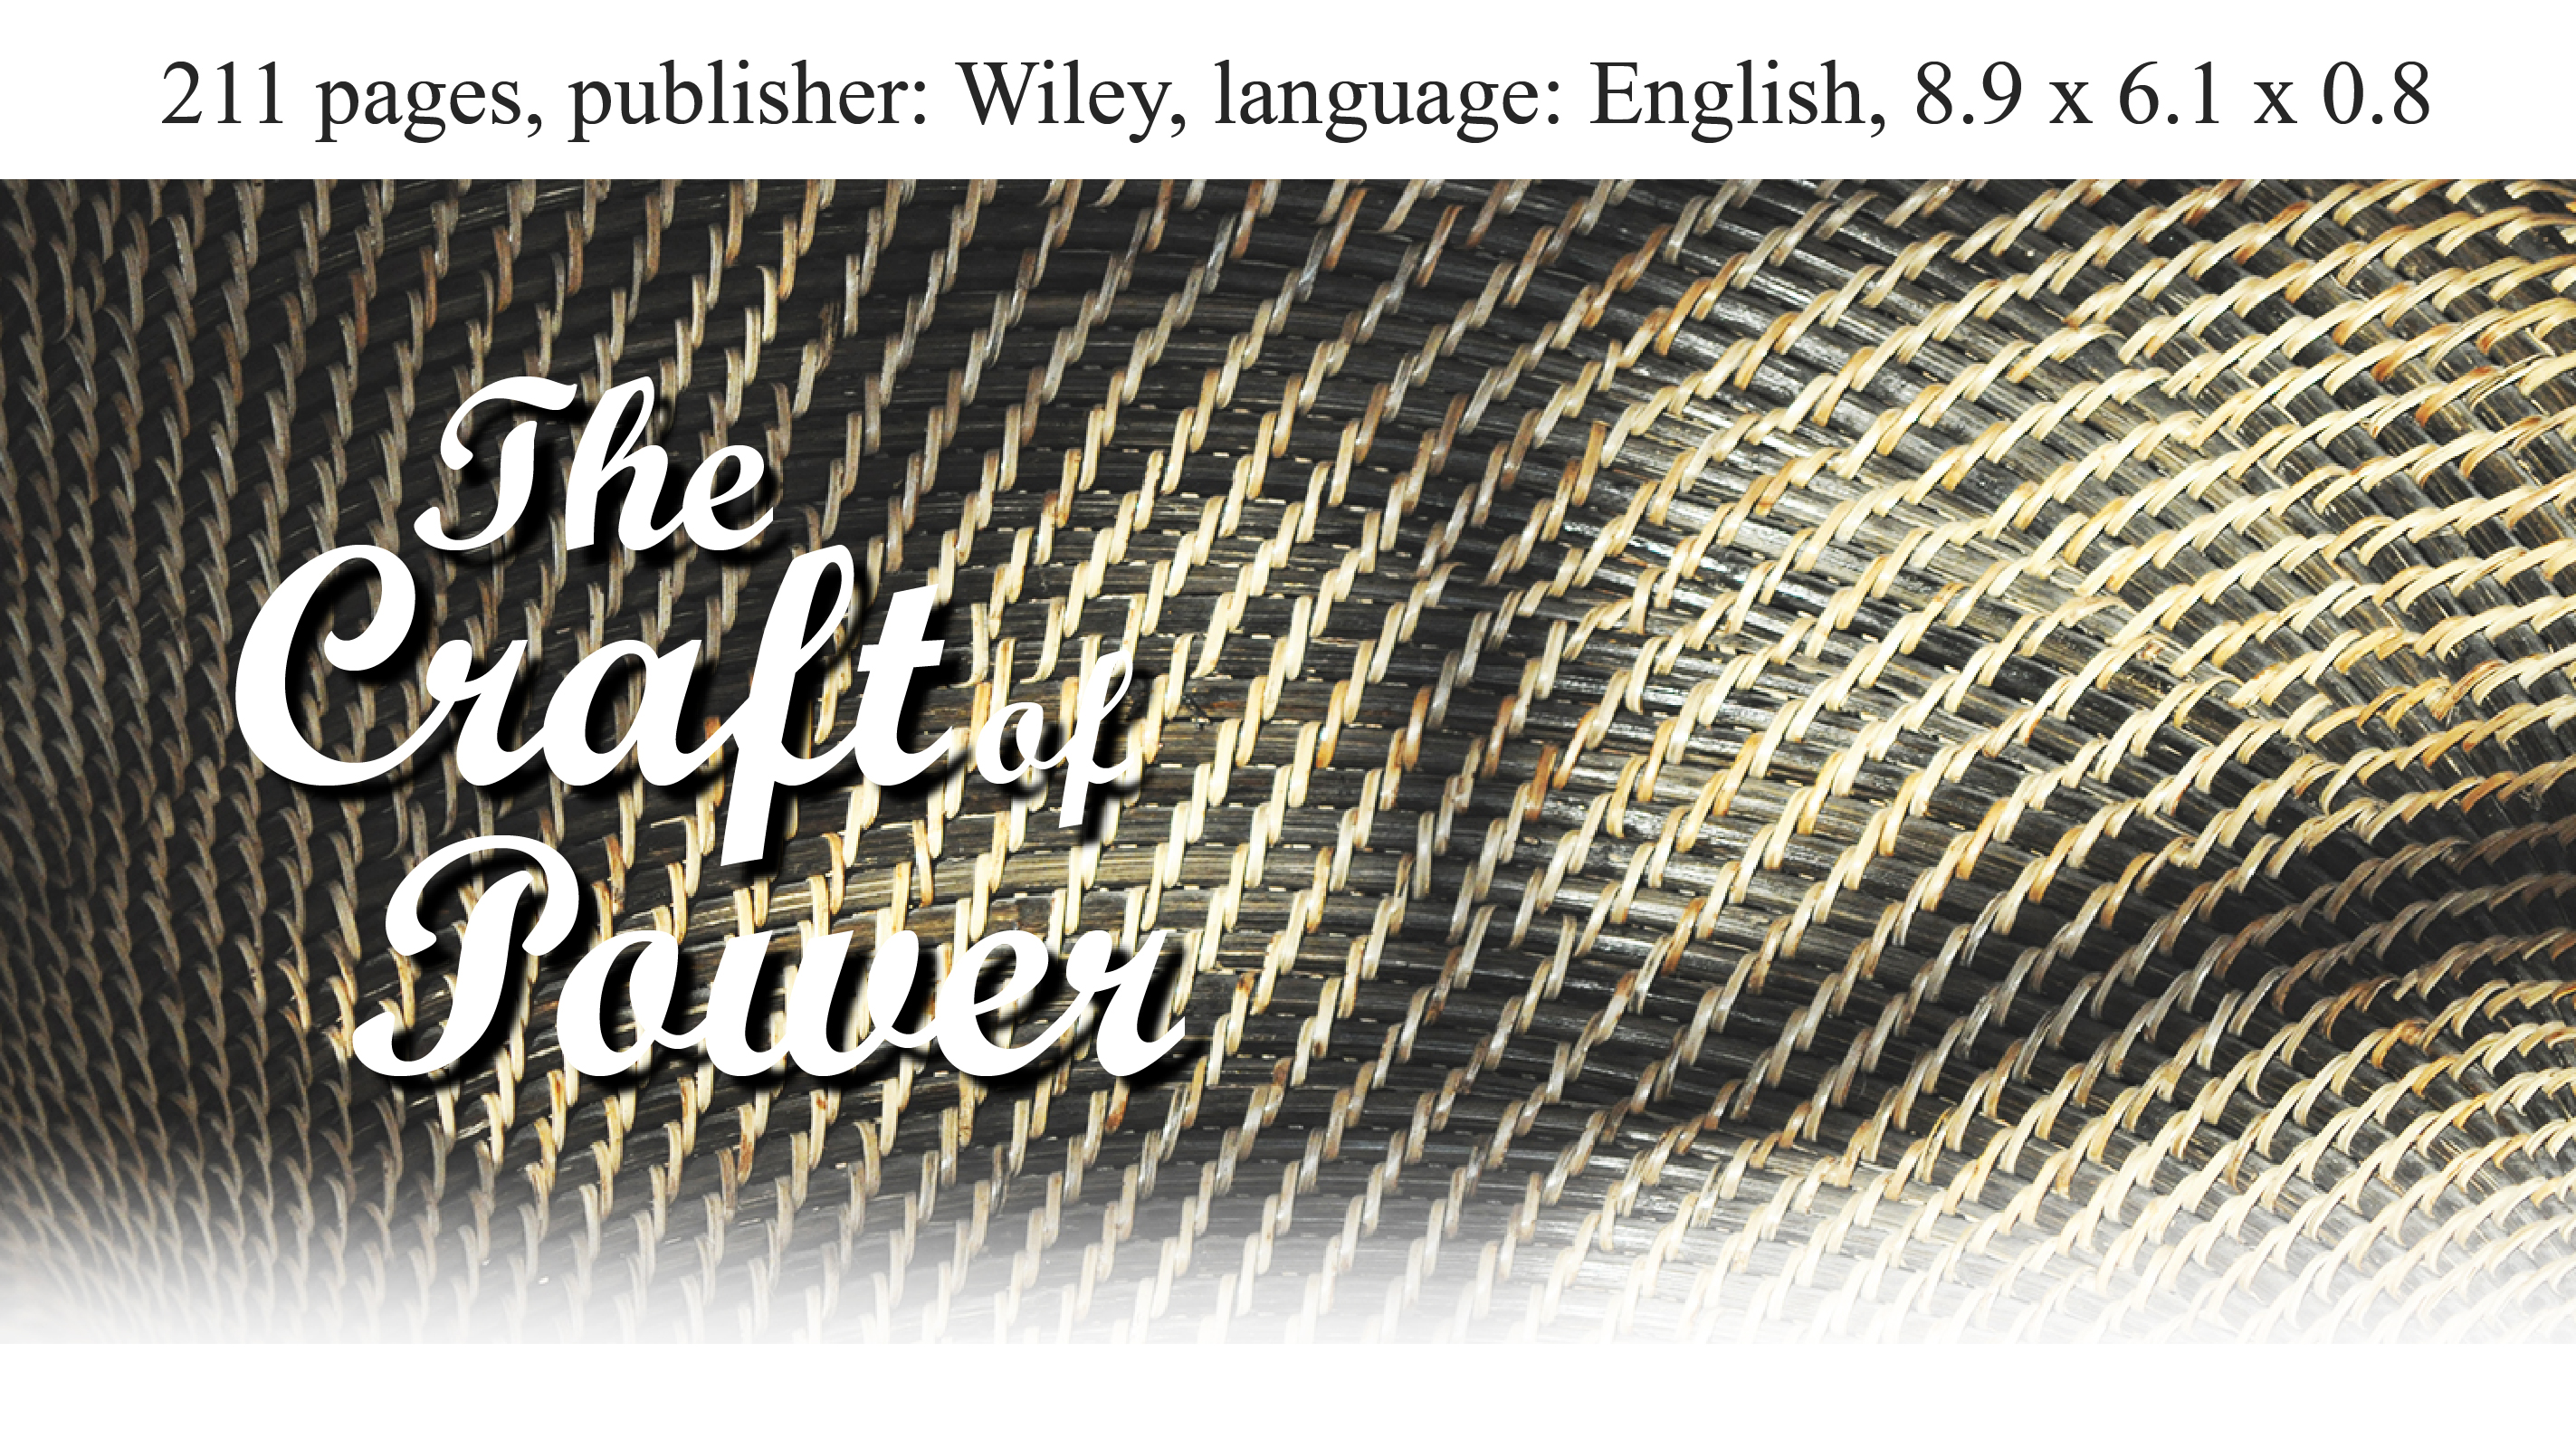 211 pages, publisher: Wiley, language: English, 8.9 x 6.1 x 0.8
The
Craft of
Power